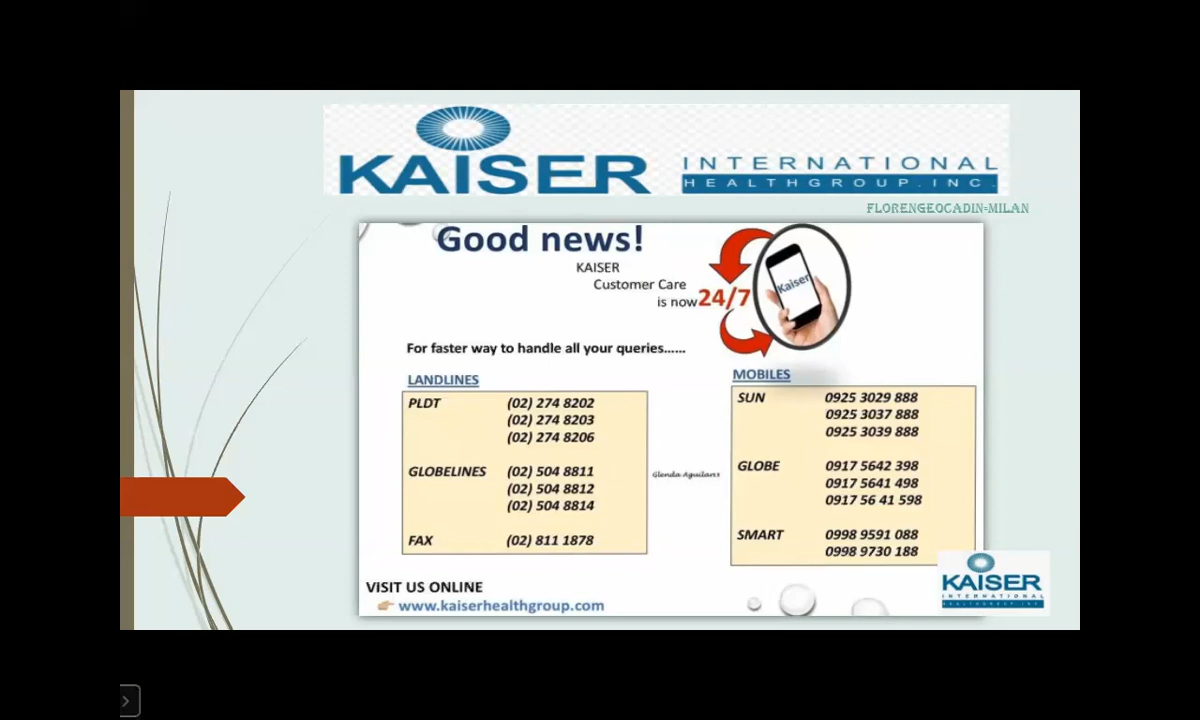 KAISER INTERNATIONAL
HEALTHGROUP. INC.
FLORENGEOCADIN-MILAN
Good news!
KAISER
Customer Care
is now 24/7
Kaiser
For faster way to handle all your queries......
LANDLINES
PLDT (02) 274 8202
(02) 274 8203
(02) 274 8206
GLOBELINES (02) 504 8811
(02) 504 8812
(02) 504 8814
FAX (02) 811 1878
Glenda Aguilares
MOBILES
SUN 0925 3029 888
0925 3037 888
0925 3039 888
GLOBE 0917 5642 398
0917 5641 498
0917 56 41 598
SMART 0998 9591 088
0998 9730 188
VISIT US ONLINE
www.kaiserhealthgroup.com
KAISER
INTERNATIONAL
HEALTHGROUP. INC.